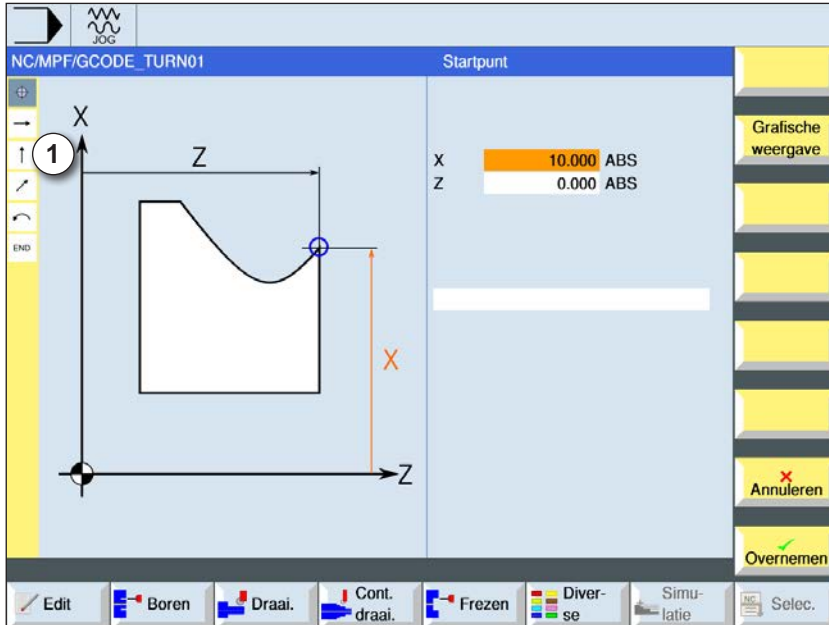 JOG
NC/MPF/GCODE_TURN01
Startpunt
END
1
X
Z
X
Z
X 10.000 ABS
Z 0.000 ABS
Grafische
weergave
Annuleren
Overnemen
Edit
Boren
Draai.
Cont.
draai.
Frezen
Diver-
se
Simu-
latie
NC
Selec.